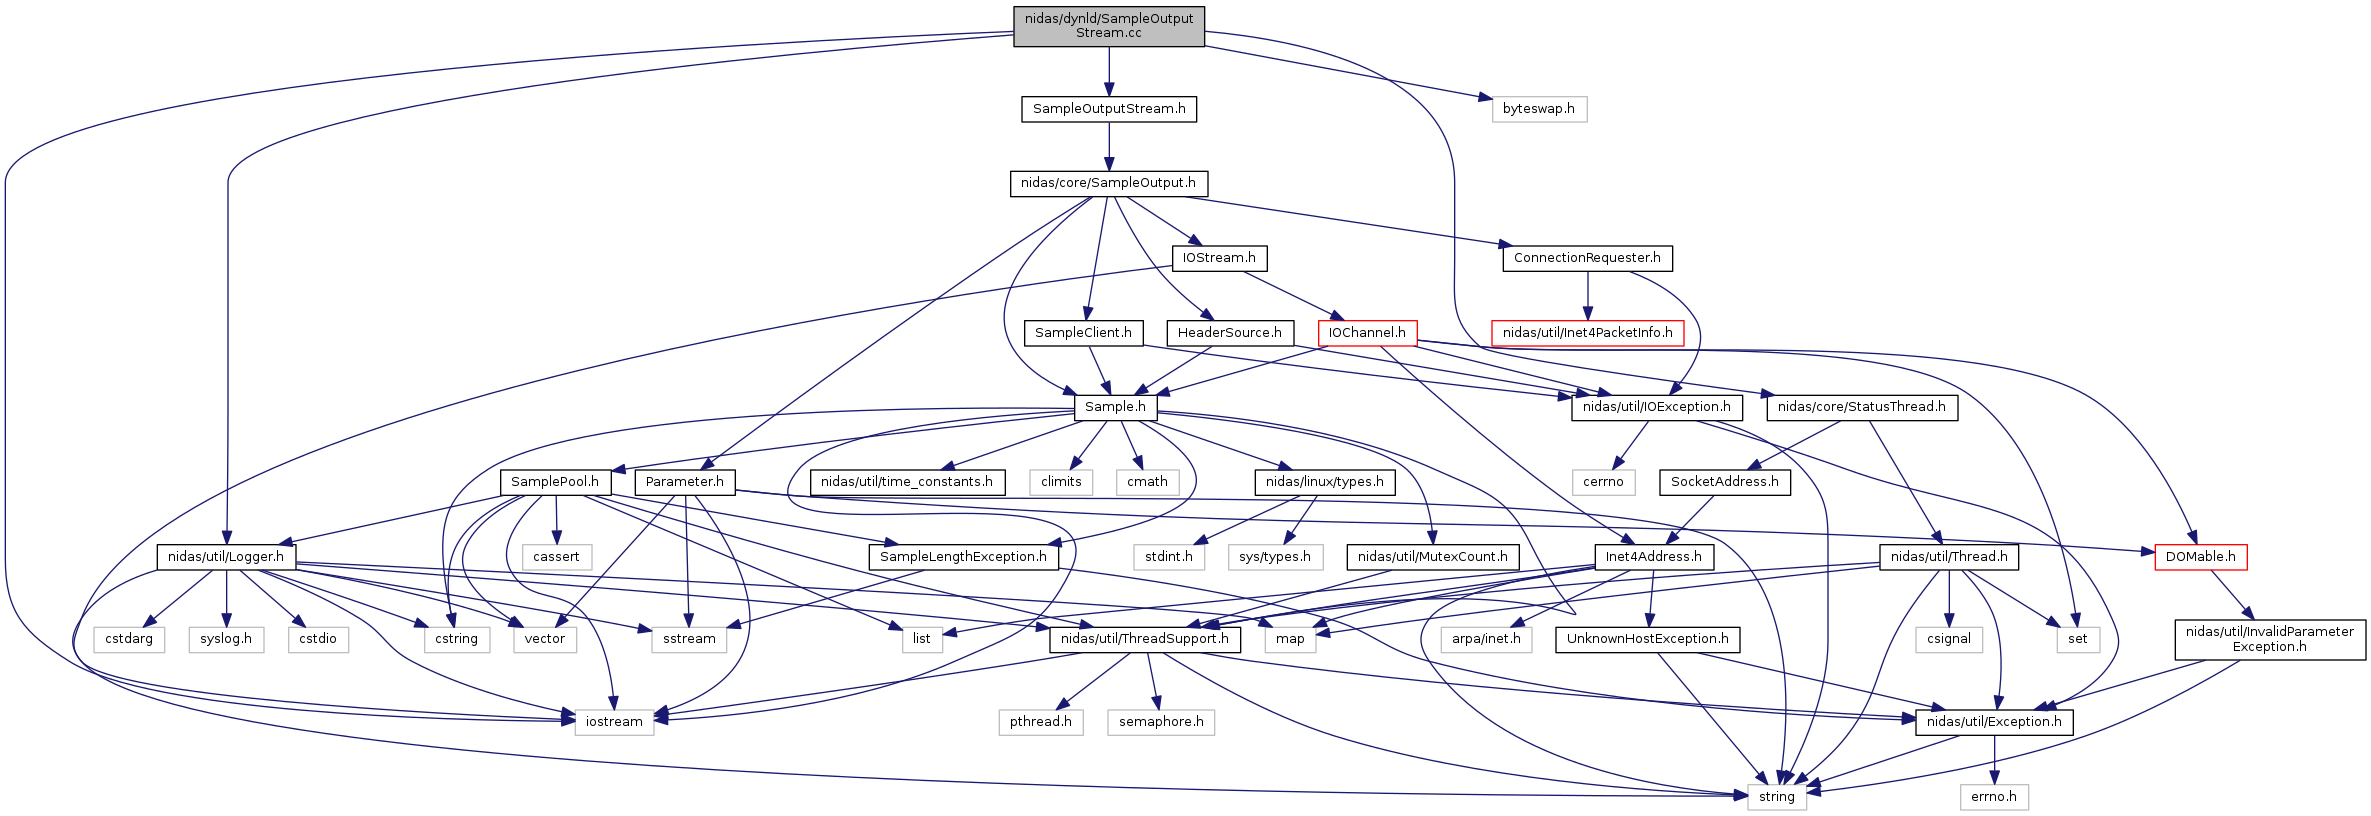 nidas/dynld/SampleOutput
Stream.cc
SampleOutputStream.h
byteswap.h
nidas/core/SampleOutput.h
IOStream.h
ConnectionRequester.h
SampleClient.h
HeaderSource.h
IOChannel.h
nidas/util/Inet4PacketInfo.h
Sample.h
nidas/util/IOException.h
nidas/core/StatusThread.h
SamplePool.h
Parameter.h
nidas/util/time_constants.h
climits
cmath
nidas/linux/types.h
cerrno
SocketAddress.h
nidas/util/Logger.h
cassert
SampleLengthException.h
stdint.h
sys/types.h
nidas/util/MutexCount.h
Inet4Address.h
nidas/util/Thread.h
DOMable.h
cstdarg
syslog.h
cstdio
cstring
vector
sstream
list
nidas/util/ThreadSupport.h
map
arpa/inet.h
UnknownHostException.h
csignal
set
nidas/util/InvalidParameter
Exception.h
iostream
pthread.h
semaphore.h
nidas/util/Exception.h
string
errno.h